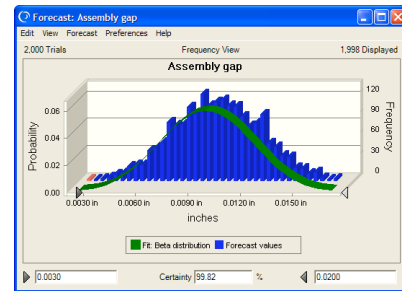 Forecast: Assembly gap
Edit View Forecast Preferences Help
2,000 Trials Frequency View 1,998 Displayed
Assembly gap
Probability
0.06
0.04
0.02
0.00
120
90
60
30
0
Frequency
0.0030 in 0.0060 in 0.0090 in 0.0120 in 0.0150 in
inches
Fit: Beta distribution Forecast values
0.0030 Certainty 99.82 % 0.0200